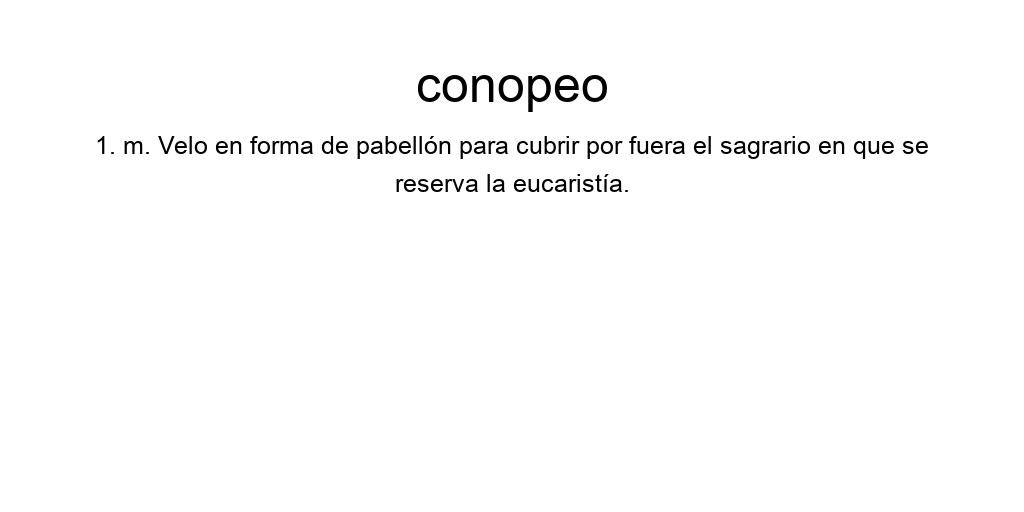 conopeo
1. m. Velo en forma de pabellón para cubrir por fuera el sagrario en que se
reserva la eucaristía.